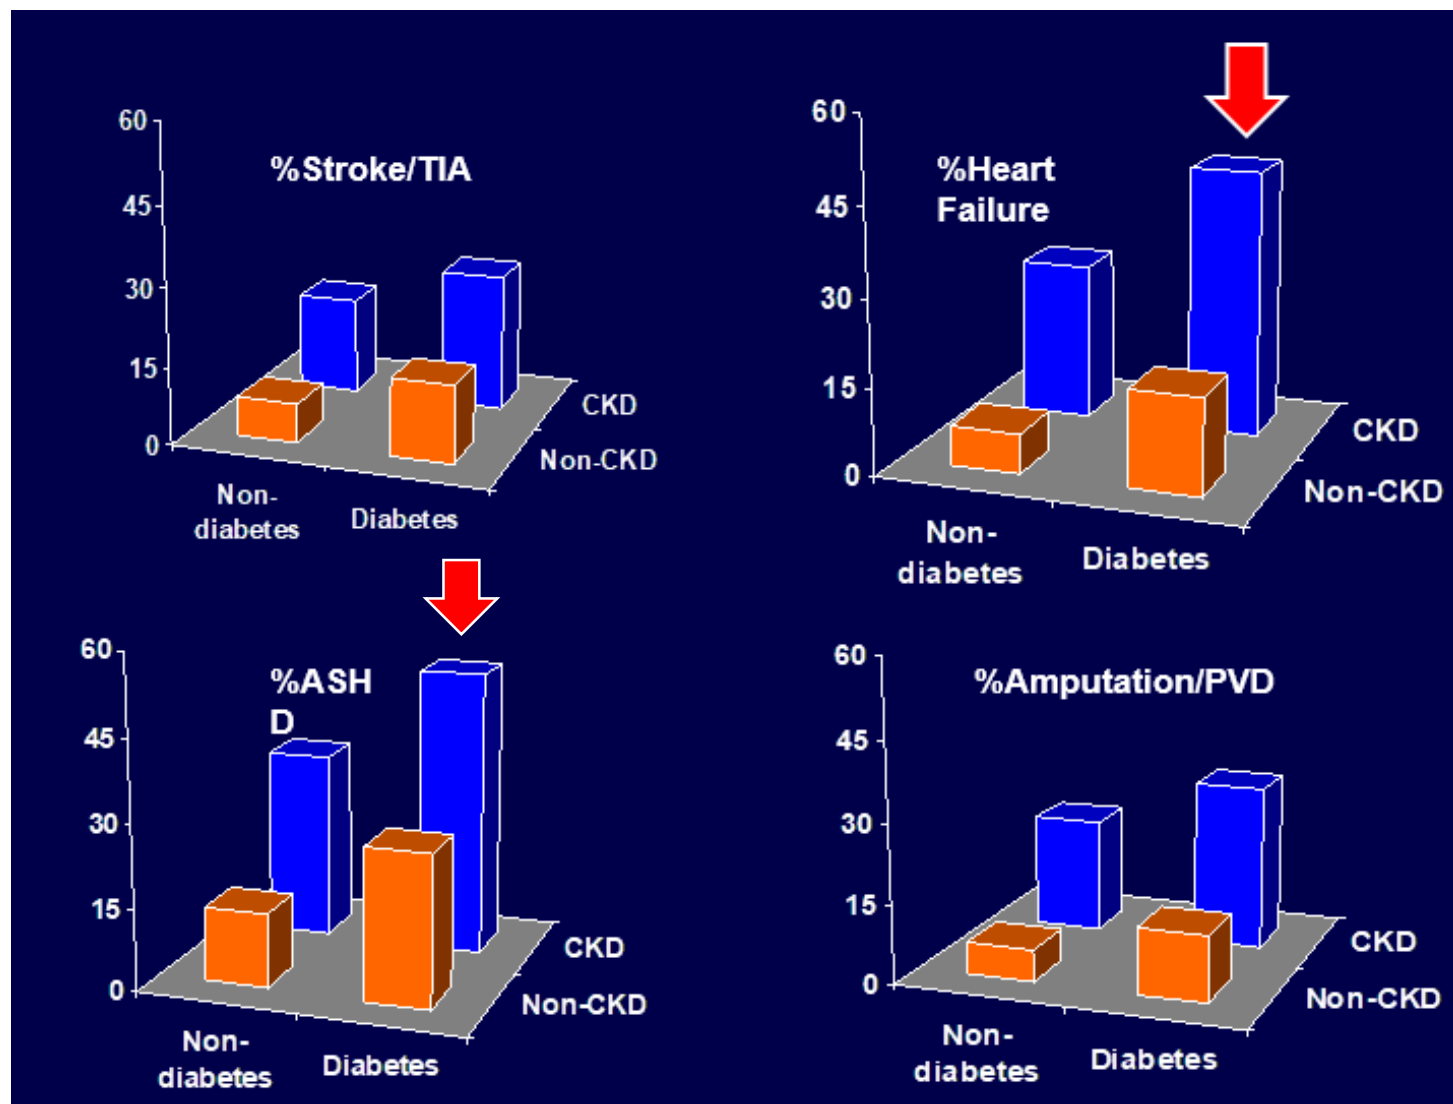 %Stroke/TIA
60
45
30
15
0
Non-
diabetes
Diabetes
CKD
Non-CKD
%Heart
Failure
60
45
30
15
0
Non-
diabetes
Diabetes
CKD
Non-CKD
%ASH
D
60
45
30
15
0
Non-
diabetes
Diabetes
CKD
Non-CKD
%Amputation/PVD
60
45
30
15
0
Non-
diabetes
Diabetes
CKD
Non-CKD